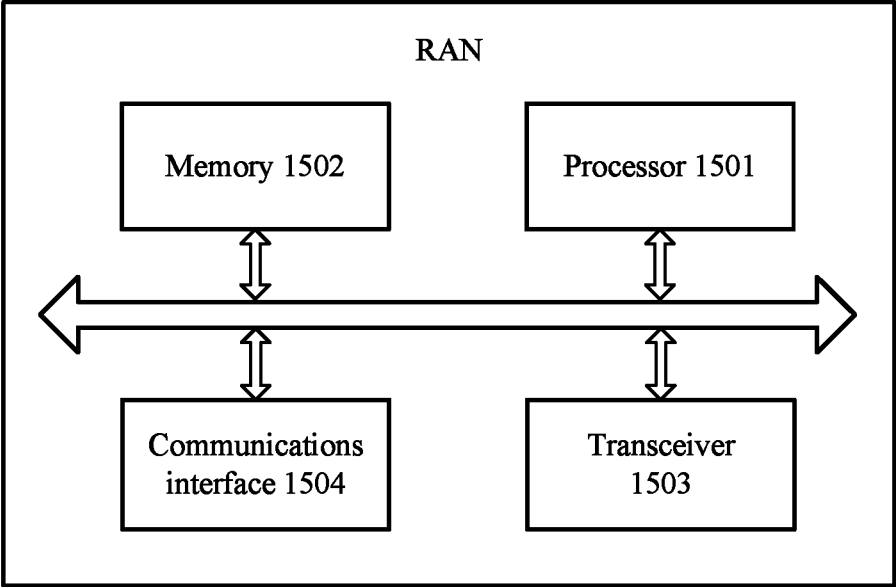 RAN
Memory 1502
Processor 1501
Communications
interface 1504
Transceiver
1503